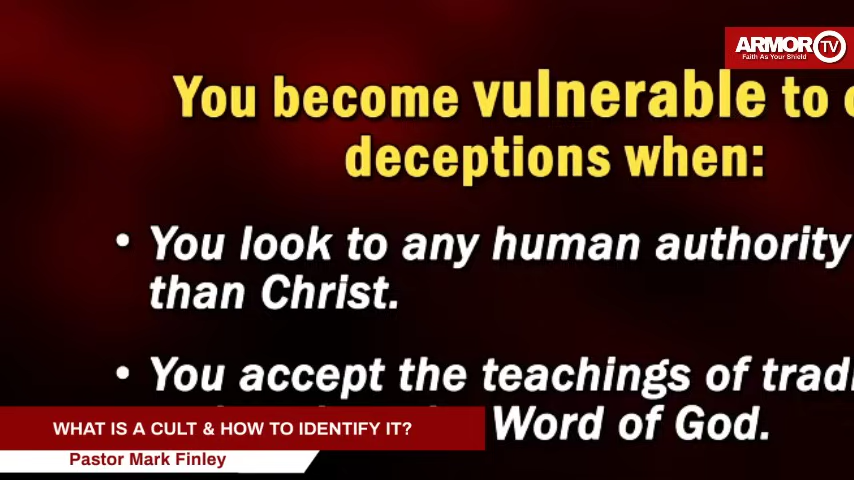 ARMOR TV
Faith As Your Shield
You become vulnerable to
deceptions when:
• You look to any human authority
than Christ.
• You accept the teachings of
Word of God.
WHAT IS A CULT & HOW TO IDENTIFY IT?
Pastor Mark Finley